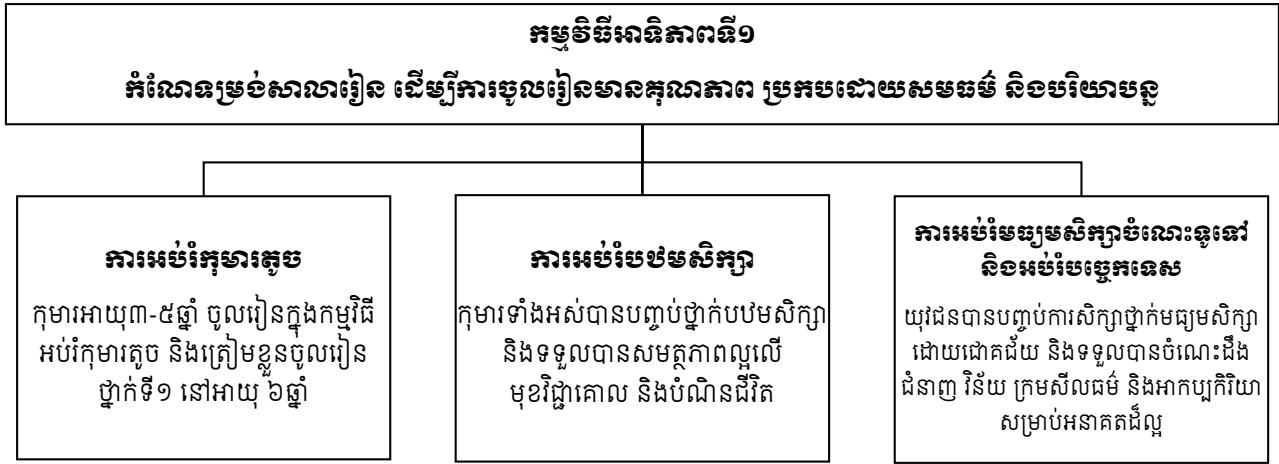 កម្មវិធីអាទិភាពទី១
កំណែទម្រង់សាលារៀន ដើម្បីការចូលរៀនមានគុណភាព ប្រកបដោយសមធម៌ និងបរិយាបន្ន
ការអប់រំកុមារតូច
កុមារអាយុ៣-៥ឆ្នាំ ចូលរៀនក្នុងកម្មវិធី
អប់រំកុមារតូច និងត្រៀមខ្លួនចូលរៀន
ថ្នាក់ទី១ នៅអាយុ ៦ឆ្នាំ
ការអប់រំបឋមសិក្សា
កុមារទាំងអស់បានបញ្ចប់ថ្នាក់បឋមសិក្សា
និងទទួលបានសមត្ថភាពល្អលើ
មុខវិជ្ជាគោល និងបំណិនជីវិត
ការអប់រំមធ្យមសិក្សាចំណេះទូទៅ
និងអប់រំបច្ចេកទេស
យុវជនបានបញ្ចប់ការសិក្សាថ្នាក់មធ្យមសិក្សា
ដោយជោគជ័យ និងទទួលបានចំណេះដឹង
ជំនាញ វិន័យ ក្រមសីលធម៌ និងអាកប្បកិរិយា
សម្រាប់អនាគតដ៏ល្អ